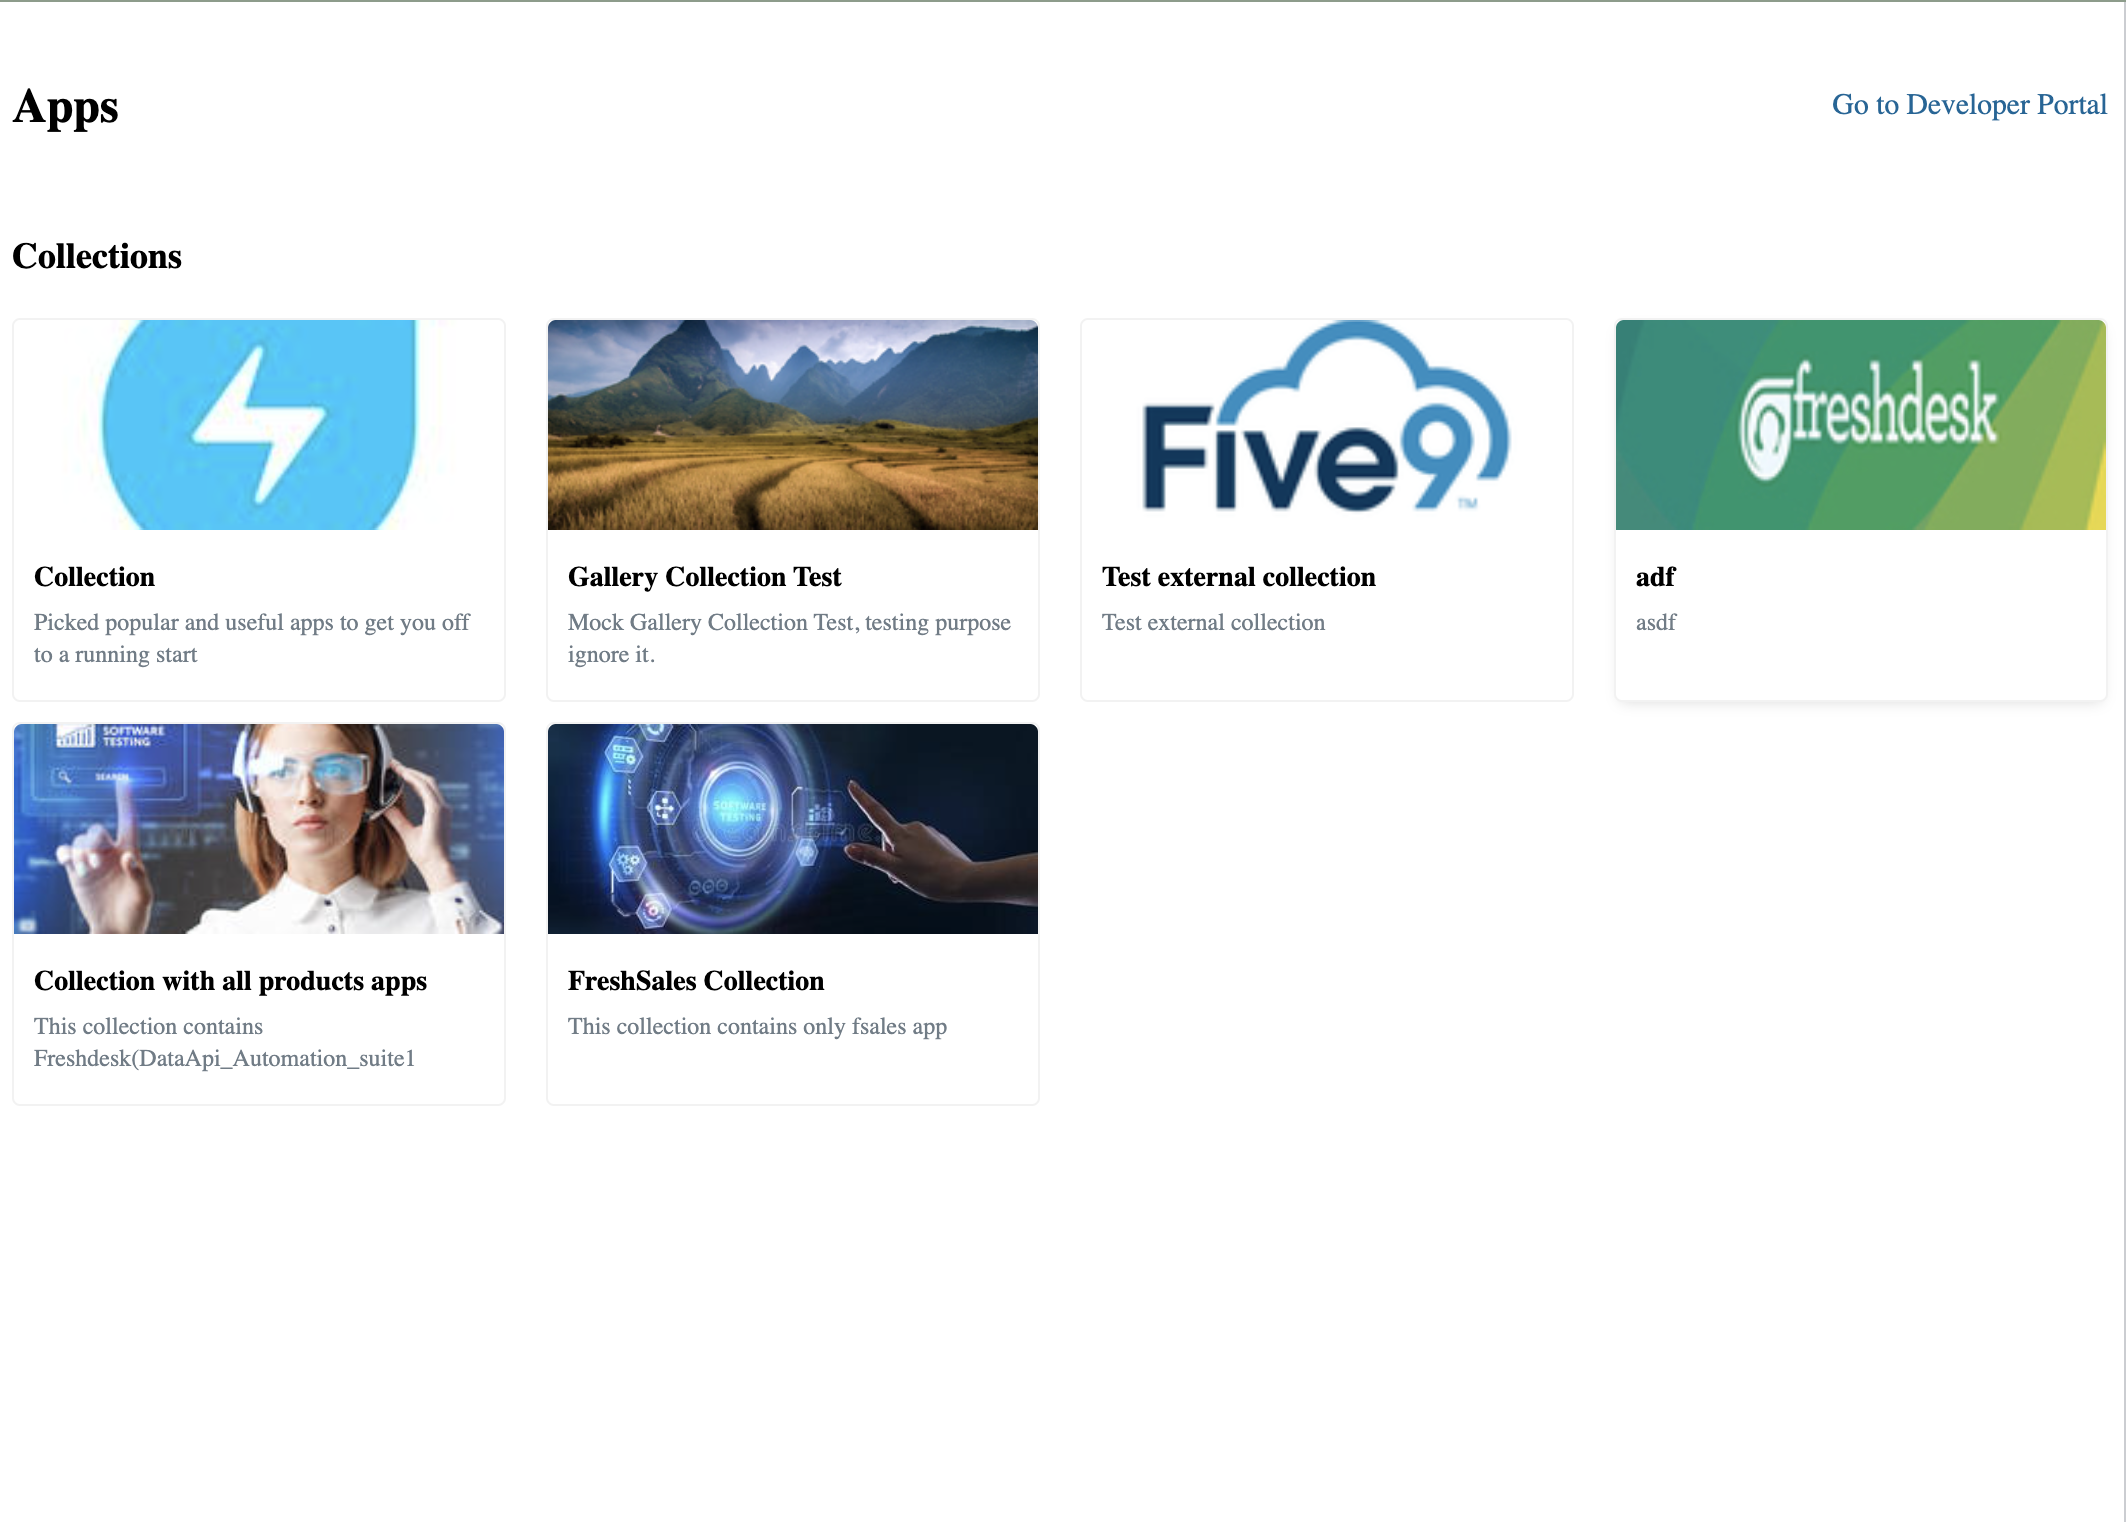 Apps
Go to Developer Portal
Collections
Five9
TM
freshdesk
Collection
Picked popular and useful apps to get you off
to a running start
Gallery Collection Test
Mock Gallery Collection Test, testing purpose
ignore it.
Test external collection
Test external collection
adf
asdf
SOFTWARE
TESTING
SEARCH
SOFTWARE
TESTING
Collection with all products apps
This collection contains
Freshdesk(DataApi_Automation_suite1
FreshSales Collection
This collection contains only fsales app